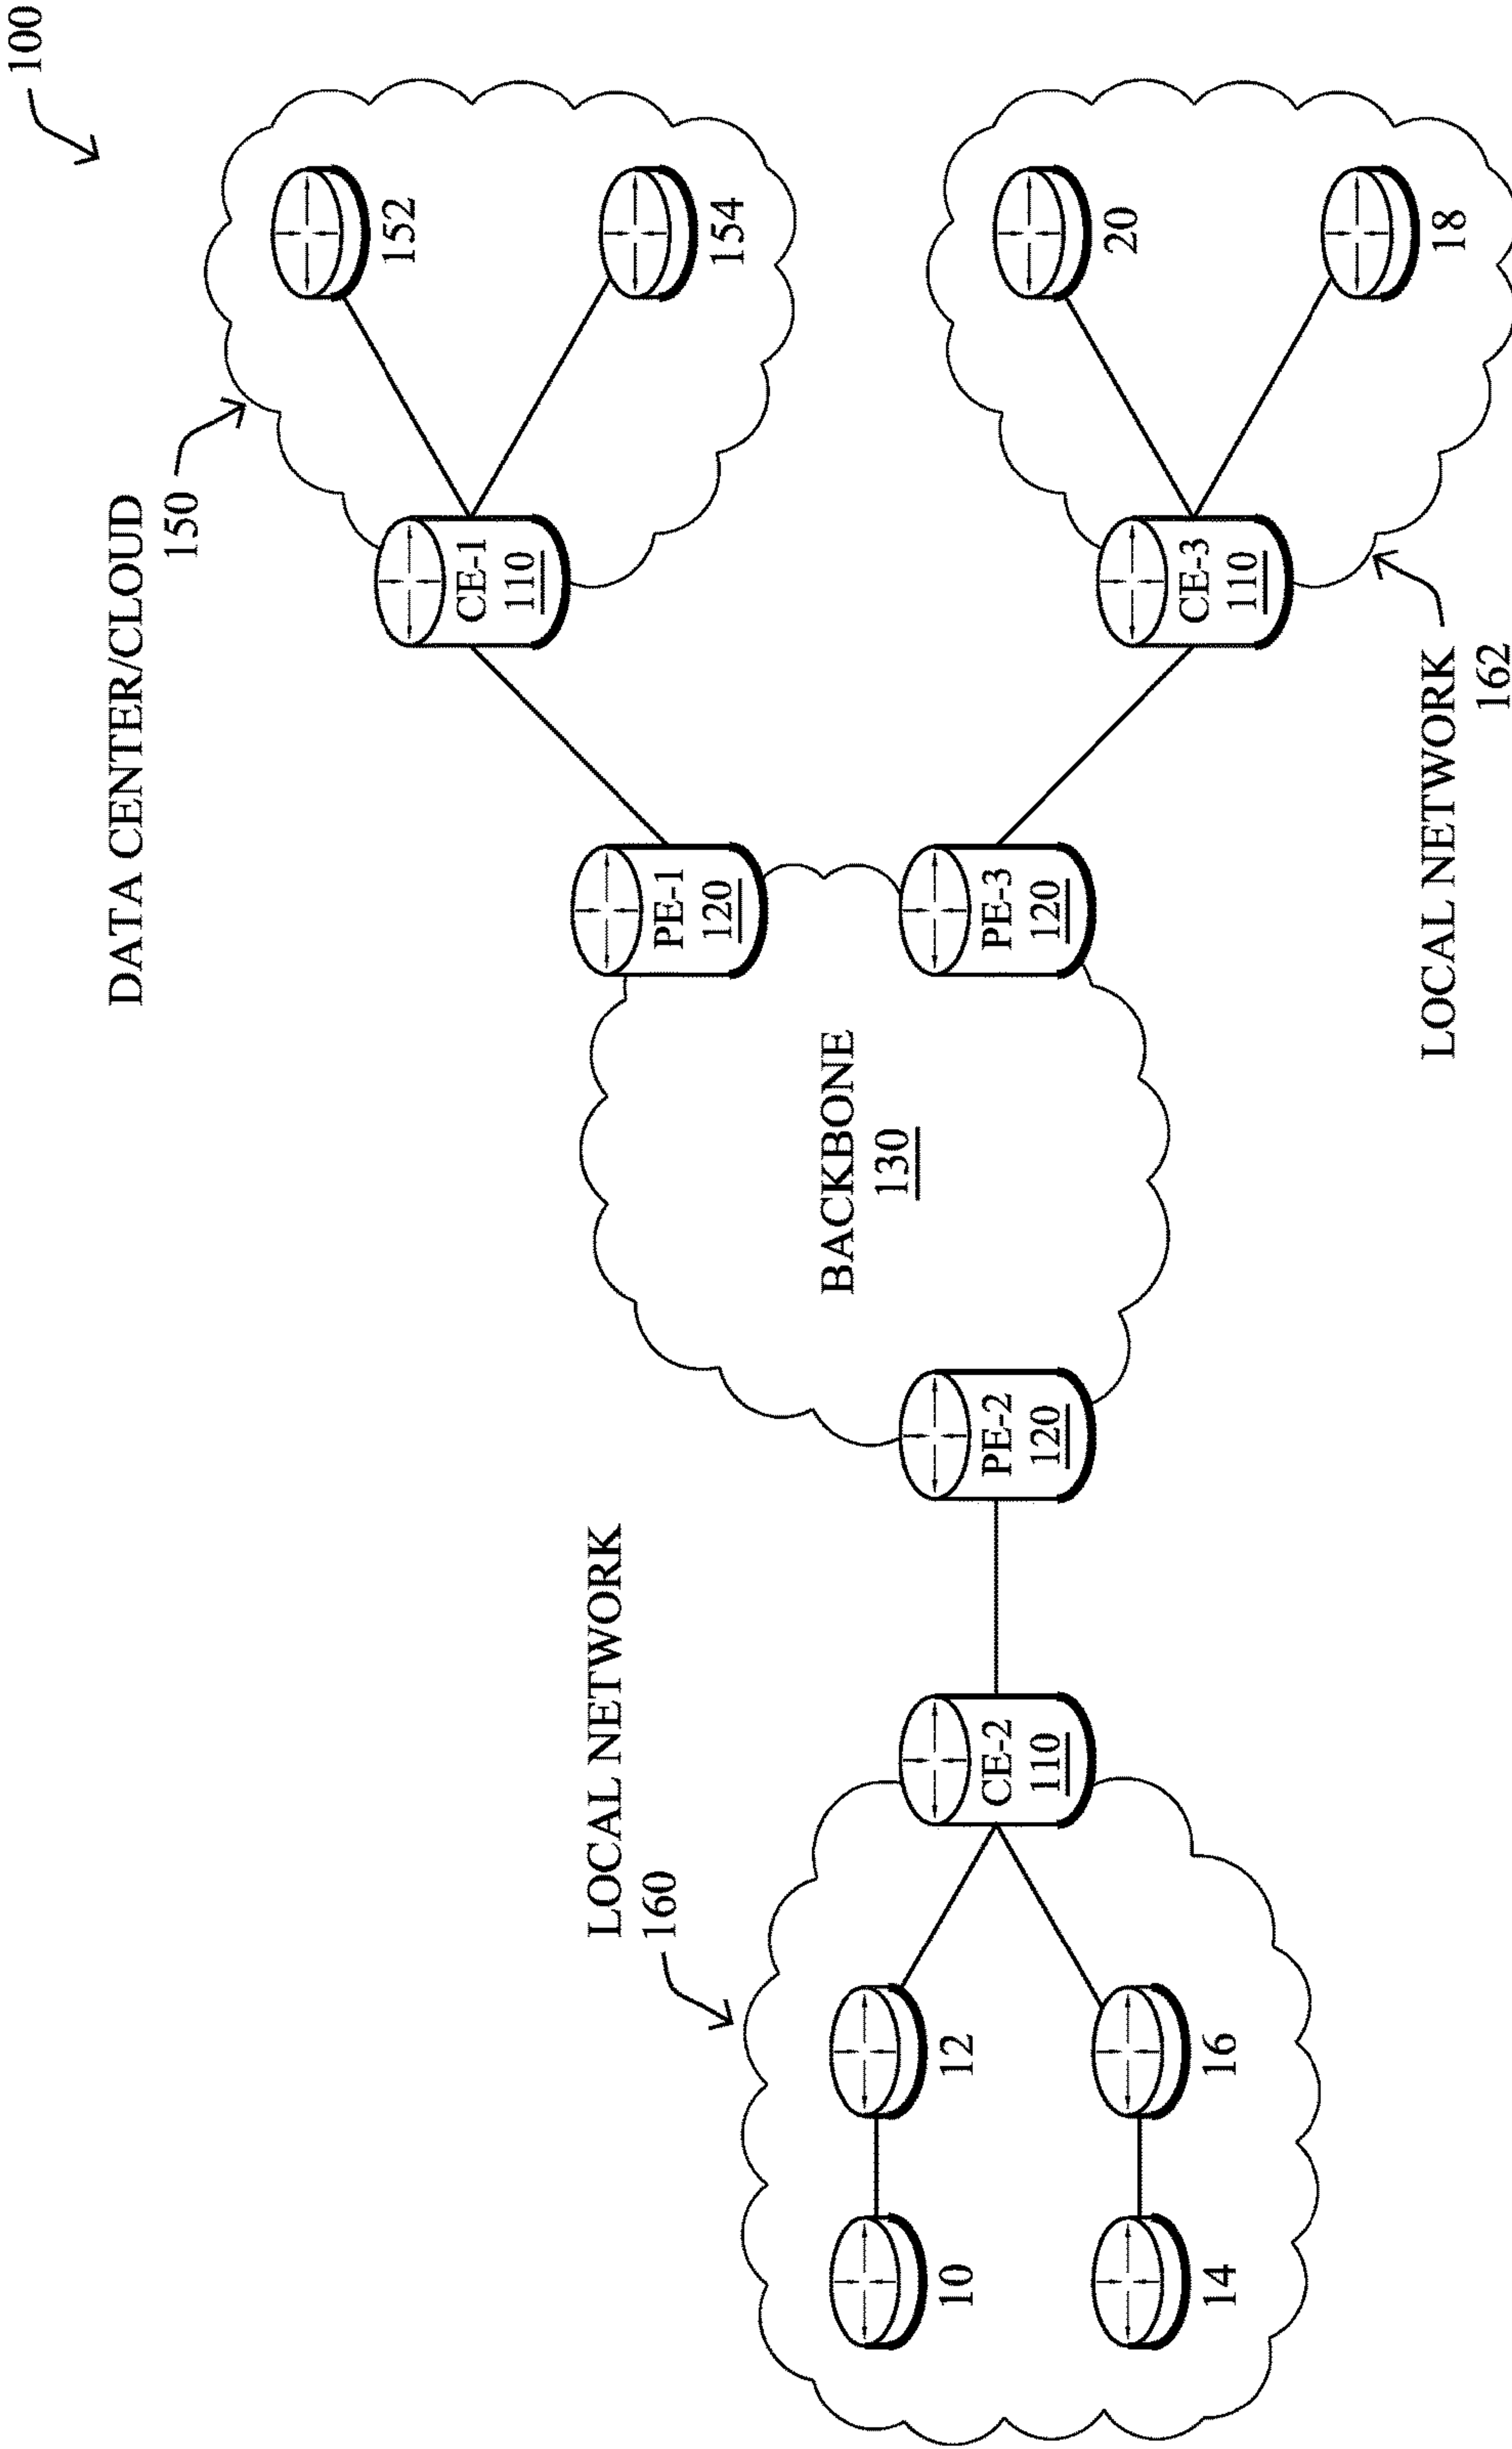 100
DATA CENTER/CLOUD
150
152
154
CE-1
110
LOCAL NETWORK
160
PE-1
120
BACKBONE
130
10
12
CE-2
110
PE-2
120
PE-3
120
14
16
CE-3
110
20
18
LOCAL NETWORK
162